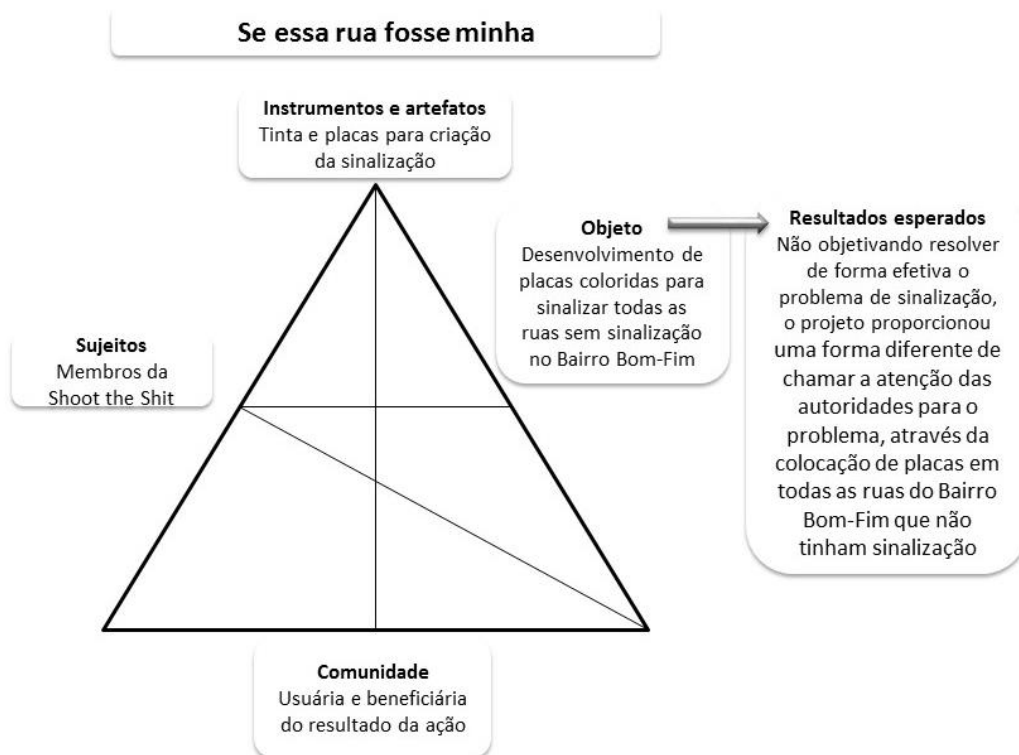 Se essa rua fosse minha
Instrumentos e artefatos
Tinta e placas para criação
da sinalização
Objeto
Desenvolvimento de
placas coloridas para
sinalizar todas as
ruas sem sinalização
no Bairro Bom-Fim
Resultados esperados
Não objetivando resolver
de forma efetiva o
problema de sinalização,
o projeto proporcionou
uma forma diferente de
chamar a atenção das
autoridades para o
problema, através da
colocação de placas em
todas as ruas do Bairro
Bom-Fim que não
tinham sinalização
Sujeitos
Membros da
Shoot the Shit
Comunidade
Usuária e beneficiária
do resultado da ação